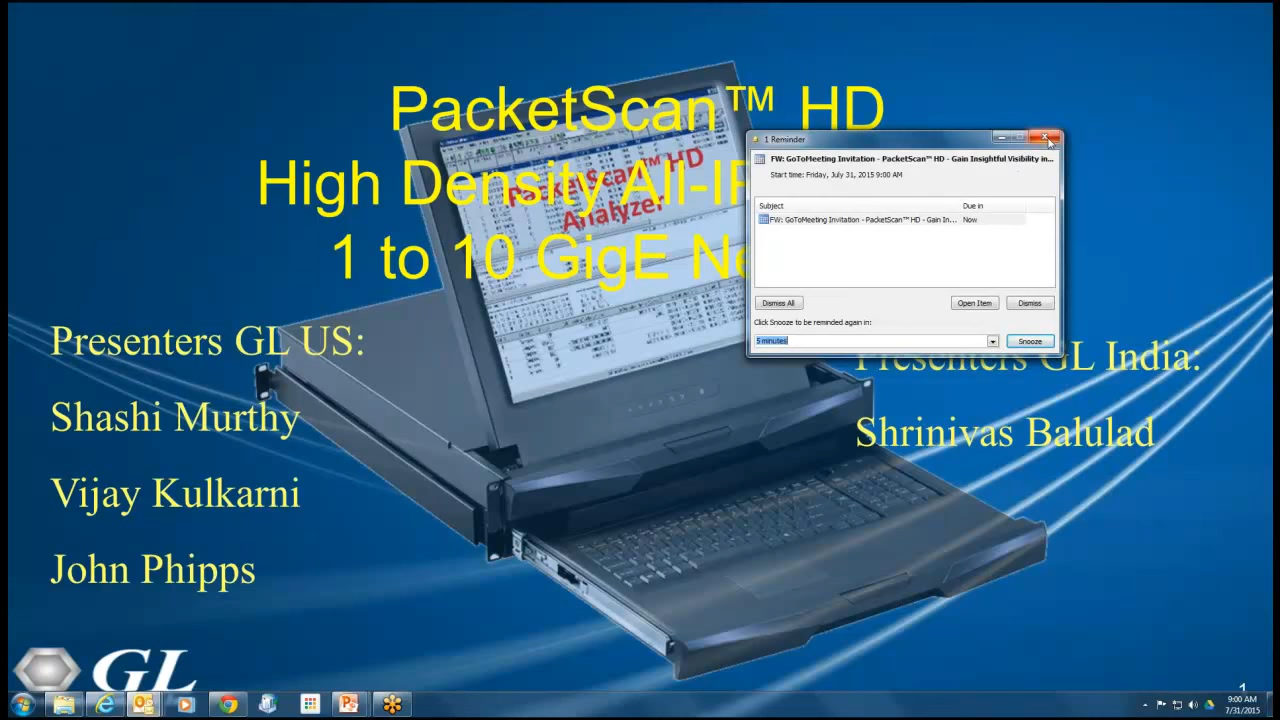 PacketScan™ HD
High Density All-IP
1 to 10 GigE Ne
PacketScan™ HD
Analyzer
Presenters GL US:
Shashi Murthy
Vijay Kulkarni
John Phipps
Presenters GL India:
Shrinivas Balulad
1 Reminder
FW: GoToMeeting Invitation - PacketScan™ HD - Gain Insightful Visibility in...
Start time: Friday, July 31, 2015 9:00 AM
Subject Due in
FW: GoToMeeting Invitation - PacketScan™ HD - Gain In... Now
Dismiss All Open Item Dismiss
Click Snooze to be reminded again in:
5 minutes Snooze
GL
1
9:00 AM
7/31/2015